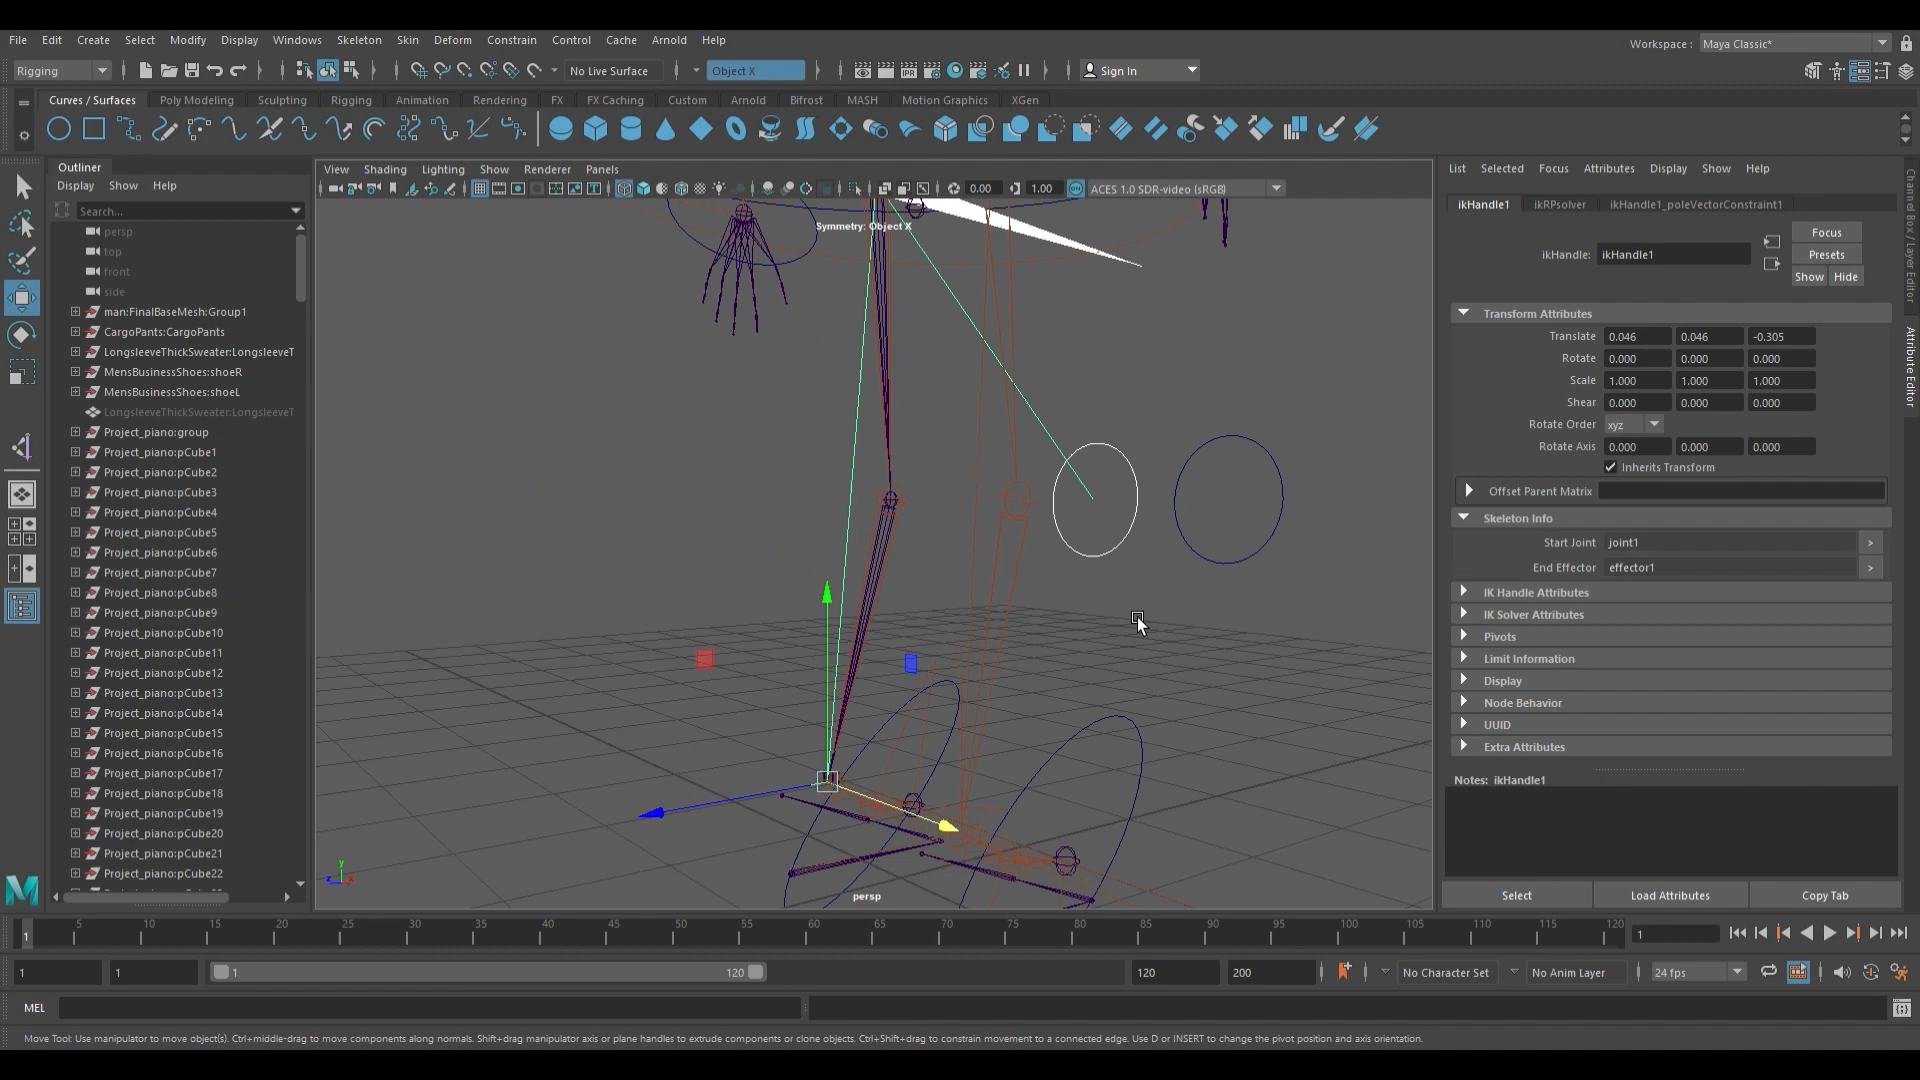 File Edit Create Select Modify Display Windows Skeleton Skin Deform Constrain Control Cache Arnold Help
Workspace : Maya Classic*
Rigging
No Live Surface
Object X
IPR
Sign In
Curves / Surfaces Poly Modeling Sculpting Rigging Animation Rendering FX FX Caching Custom Arnold Bifrost MASH Motion Graphics XGen
Outliner
Display Show Help
Search...
persp
top
front
side
man:FinalBaseMesh:Group1
CargoPants:CargoPants
LongsleeveThickSweater:LongsleeveT
MensBusinessShoes:shoeR
MensBusinessShoes:shoeL
LongsleeveThickSweater:LongsleeveT
Project_piano:group
Project_piano:pCube1
Project_piano:pCube2
Project_piano:pCube3
Project_piano:pCube4
Project_piano:pCube5
Project_piano:pCube6
Project_piano:pCube7
Project_piano:pCube8
Project_piano:pCube9
Project_piano:pCube10
Project_piano:pCube11
Project_piano:pCube12
Project_piano:pCube13
Project_piano:pCube14
Project_piano:pCube15
Project_piano:pCube16
Project_piano:pCube17
Project_piano:pCube18
Project_piano:pCube19
Project_piano:pCube20
Project_piano:pCube21
Project_piano:pCube22
View Shading Lighting Show Renderer Panels
0.00 1.00 ON ACES 1.0 SDR-video (sRGB)
Symmetry: Object X
y
z x
persp
List Selected Focus Attributes Display Show Help
ikHandle1 ikRPsolver ikHandle1_poleVectorConstraint1
ikHandle: ikHandle1
Focus
Presets
Show Hide
Transform Attributes
Translate 0.046 0.046 -0.305
Rotate 0.000 0.000 0.000
Scale 1.000 1.000 1.000
Shear 0.000 0.000 0.000
Rotate Order xyz
Rotate Axis 0.000 0.000 0.000
Inherits Transform
Offset Parent Matrix
Skeleton Info
Start Joint joint1 >
End Effector effector1 >
IK Handle Attributes
IK Solver Attributes
Pivots
Limit Information
Display
Node Behavior
UUID
Extra Attributes
Notes: ikHandle1
Select Load Attributes Copy Tab
Channel Box / Layer Editor
Attribute Editor
1 5 10 15 20 25 30 35 40 45 50 55 60 65 70 75 80 85 90 95 100 105 110 115 120
1
1 1 1 120 120 200
No Character Set No Anim Layer 24 fps
MEL
Move Tool: Use manipulator to move object(s). Ctrl+middle-drag to move components along normals. Shift+drag manipulator axis or plane handles to extrude components or clone objects. Ctrl+Shift+drag to constrain movement to a connected edge. Use D or INSERT to change the pivot position and axis orientation.